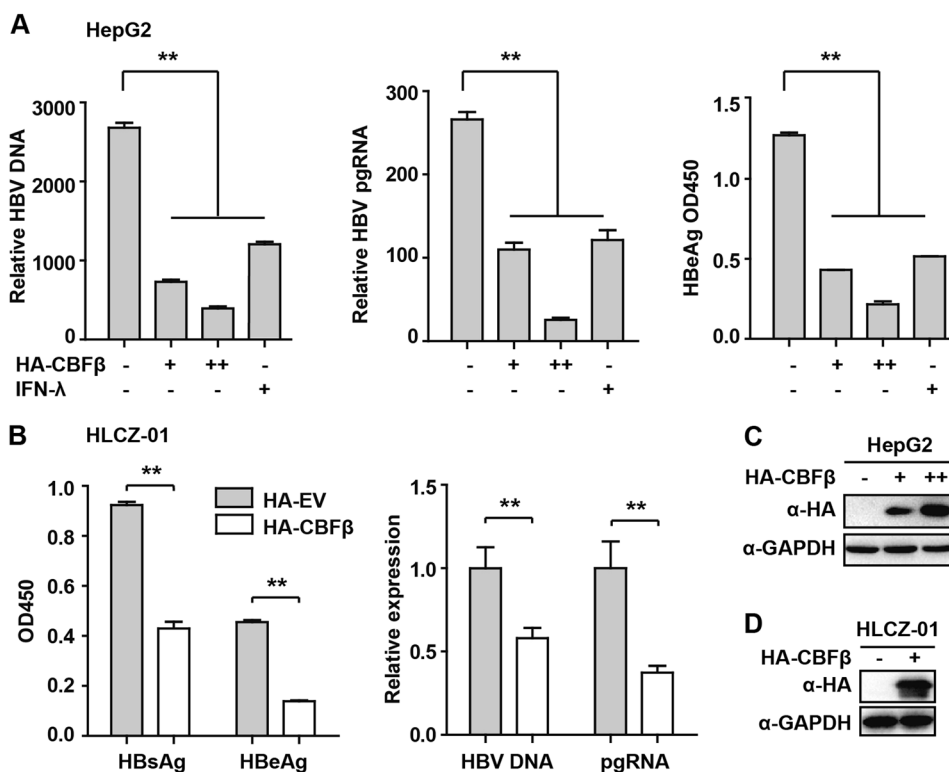 A
HepG2
**
**
**
Relative HBV DNA
3000
2000
1000
0
Relative HBV pgRNA
300
200
100
0
HBeAg OD450
1.5
1.0
0.5
0.0
HA-CBFβ - + ++ - - + ++ - - + ++ -
IFN-λ - - - + - - - + - - - +
B
HLCZ-01
OD450
1.0
0.8
0.6
0.4
0.2
0.0
**
**
HA-EV
HA-CBFβ
HBsAg HBeAg
Relative expression
1.5
1.0
0.5
0.0
**
**
HBV DNA pgRNA
C
HepG2
HA-CBFβ - + ++
α-HA
α-GAPDH
D
HLCZ-01
HA-CBFβ - +
α-HA
α-GAPDH